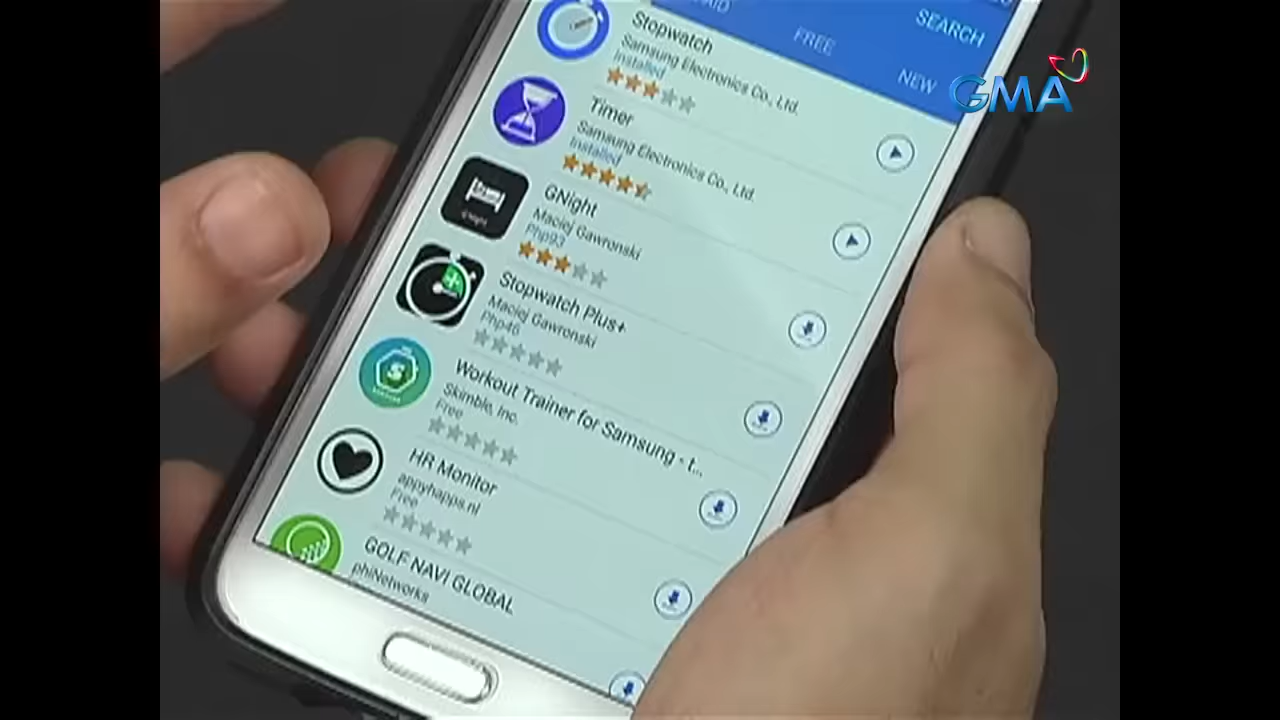 PAID
FREE
NEW
SEARCH
GMA
Stopwatch
Samsung Electronics Co., Ltd.
Installed
Timer
Samsung Electronics Co., Ltd.
Installed
GNight
Maciej Gawronski
Php93
Stopwatch Plus+
Maciej Gawronski
Php46
Workout Trainer for Samsung - t...
Skimble, Inc.
Free
HR Monitor
appyhapps.nl
Free
GOLF NAVI GLOBAL
phiNetworks